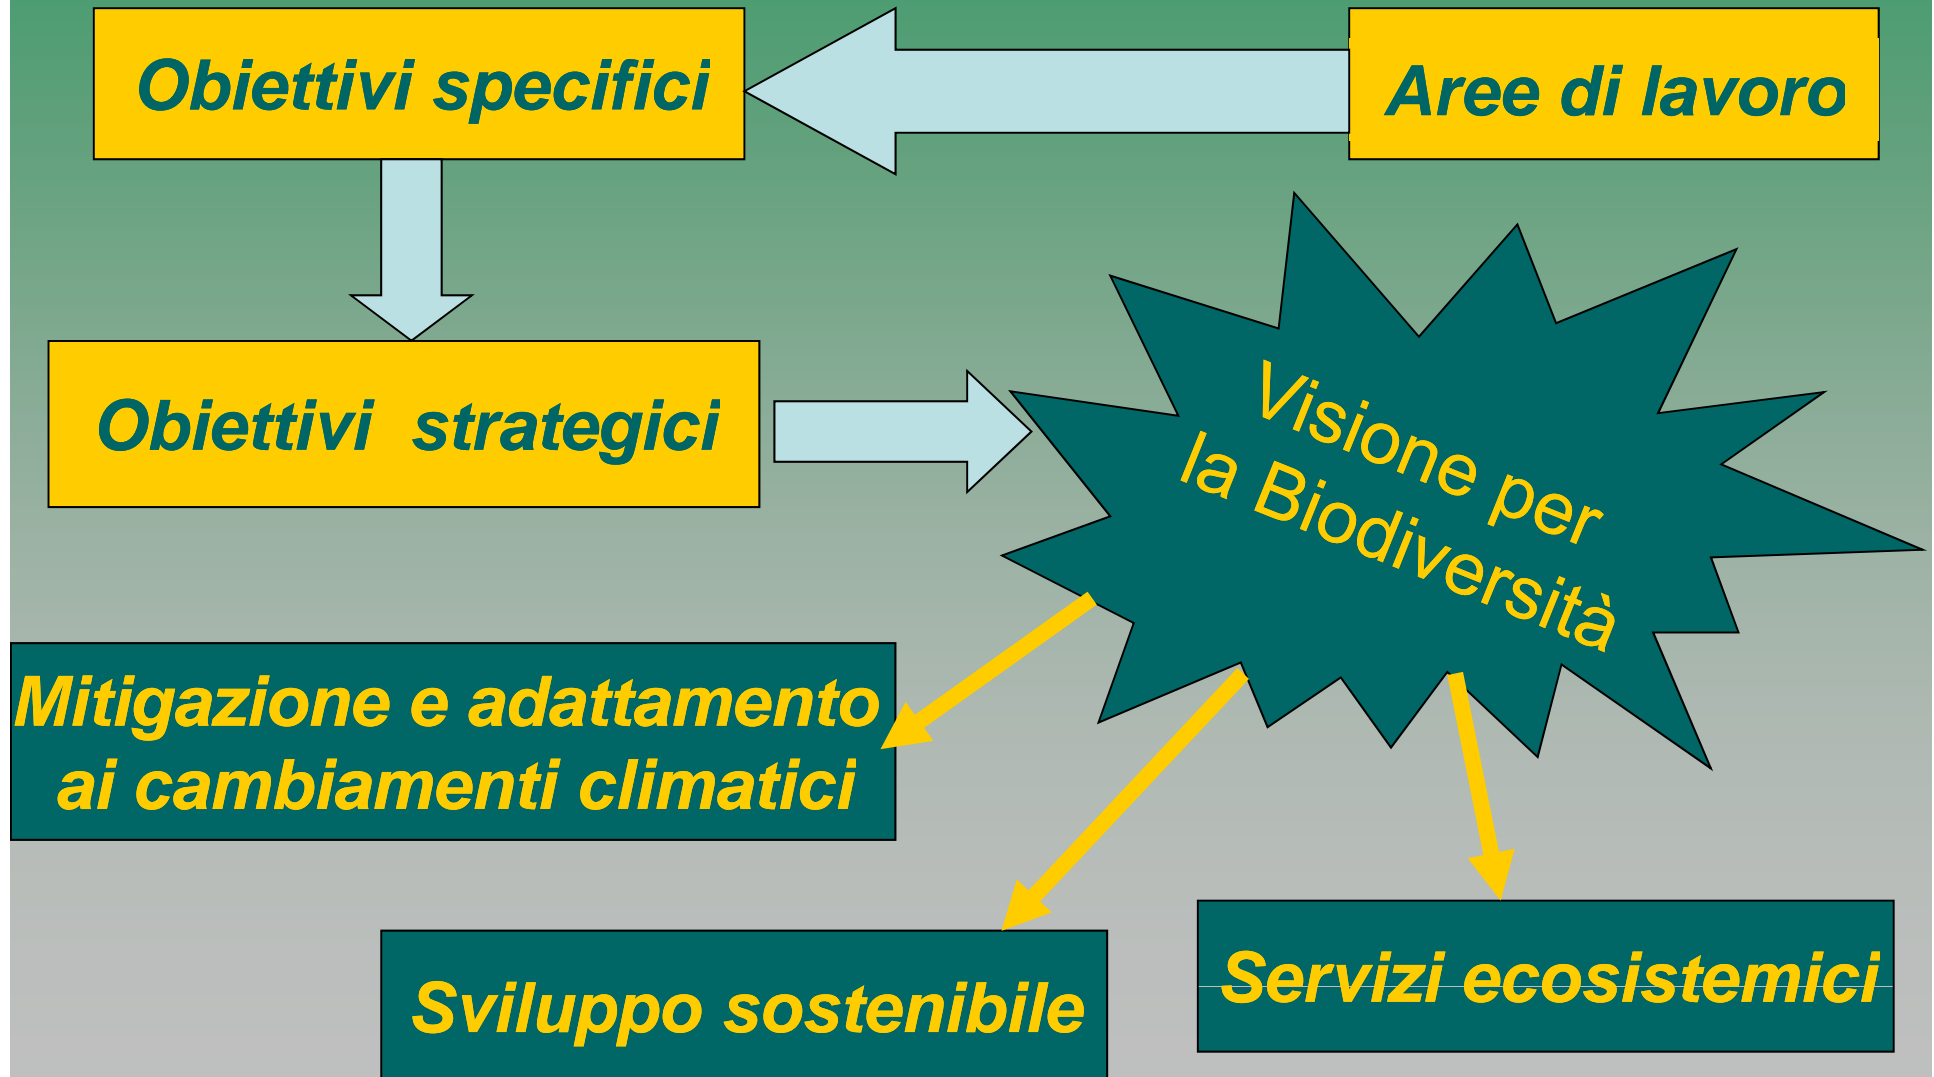 Obiettivi specifici
Aree di lavoro
Obiettivi strategici
Visione per
la Biodiversità
Mitigazione e adattamento
ai cambiamenti climatici
Sviluppo sostenibile
Servizi ecosistemici